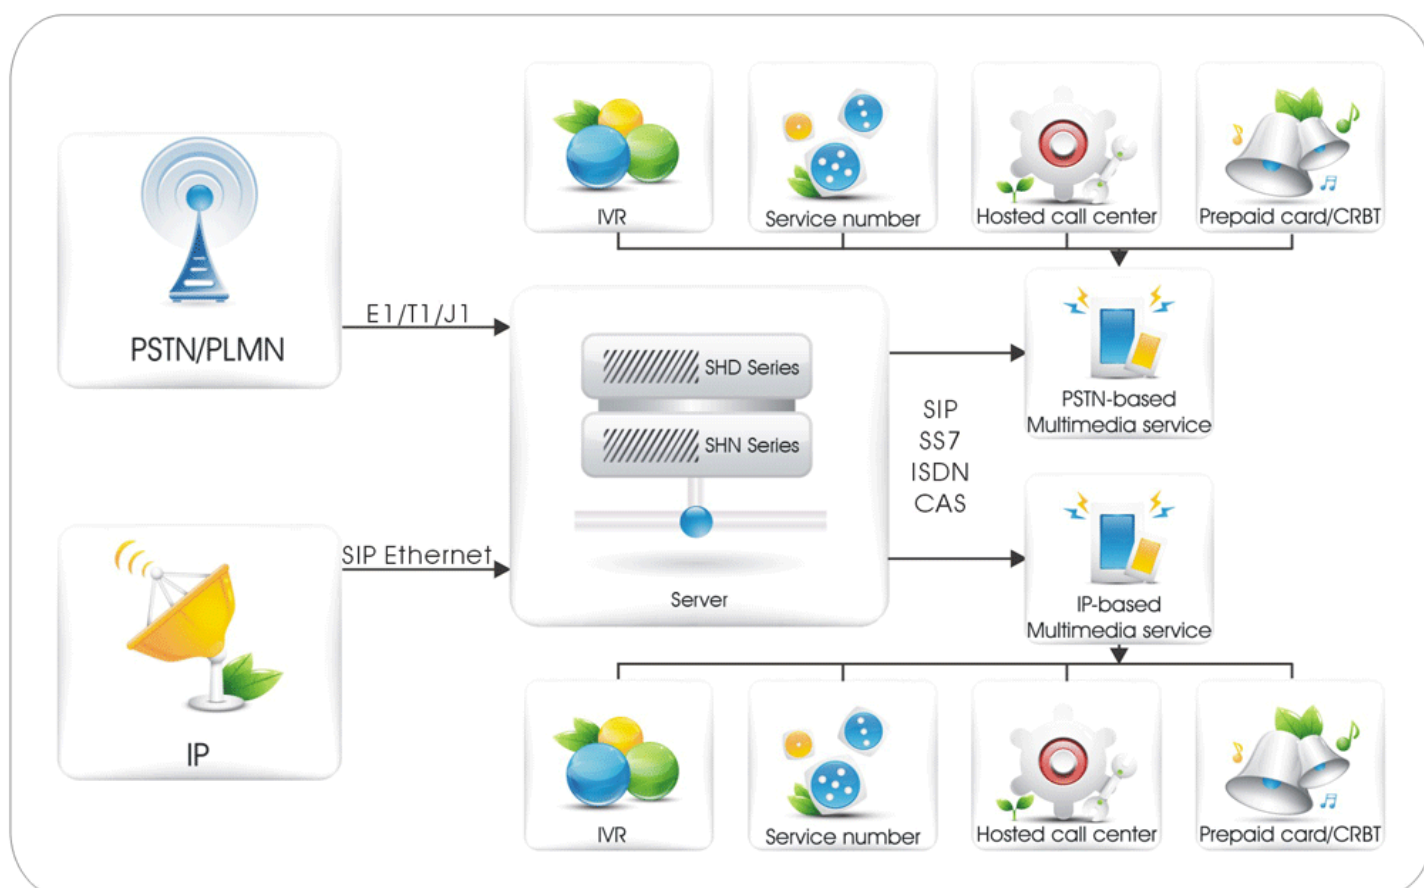 IVR
Service number
Hosted call center
Prepaid card/CRBT
PSTN/PLMN
E1/T1/J1
SHD Series
SHN Series
Server
SIP
SS7
ISDN
CAS
PSTN-based
Multimedia service
IP
SIP Ethernet
IP-based
Multimedia service
IVR
Service number
Hosted call center
Prepaid card/CRBT